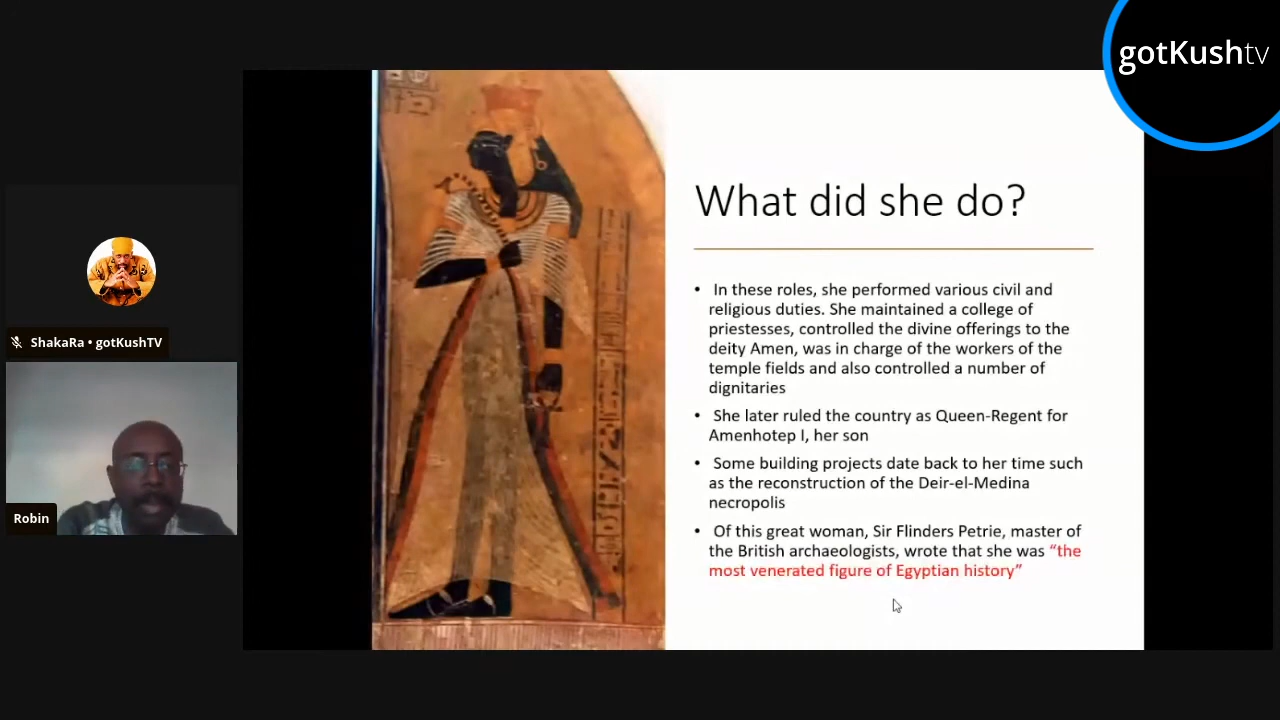 gotKushtv
What did she do?
• In these roles, she performed various civil and
religious duties. She maintained a college of
priestesses, controlled the divine offerings to the
deity Amen, was in charge of the workers of the
temple fields and also controlled a number of
dignitaries
• She later ruled the country as Queen-Regent for
Amenhotep I, her son
• Some building projects date back to her time such
as the reconstruction of the Deir-el-Medina
necropolis
• Of this great woman, Sir Flinders Petrie, master of
the British archaeologists, wrote that she was “the
most venerated figure of Egyptian history”
ShakaRa • gotKushTV
Robin